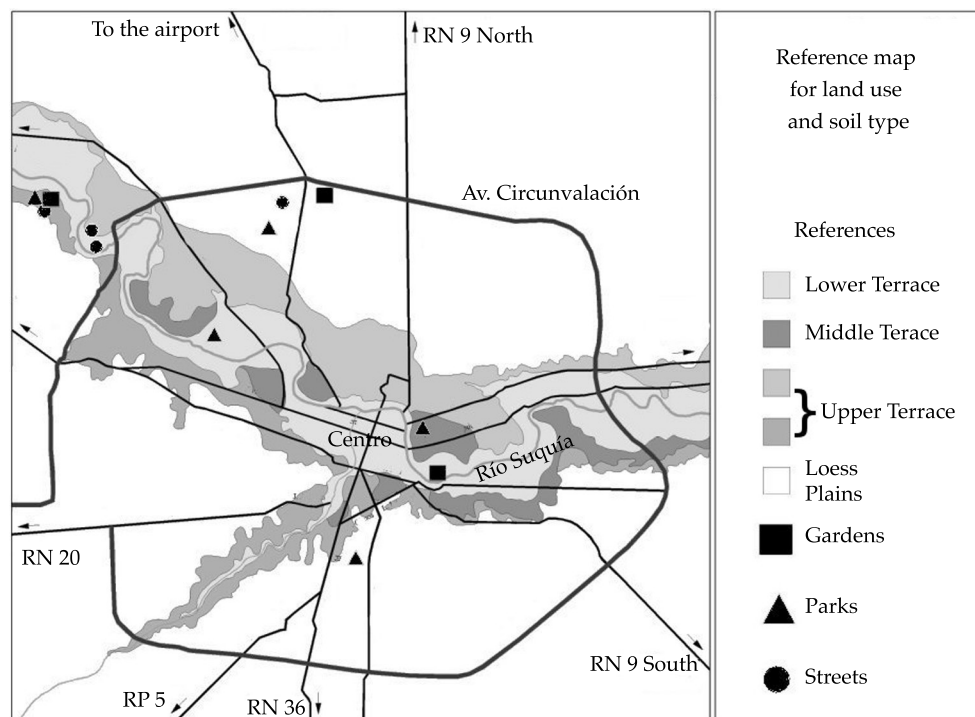 To the airport
RN 9 North
Av. Circunvalación
Centro
Río Suquía
RN 20
RP 5
RN 36
RN 9 South
Reference map
for land use
and soil type
References
Lower Terrace
Middle Terace
Upper Terrace
Loess
Plains
Gardens
Parks
Streets